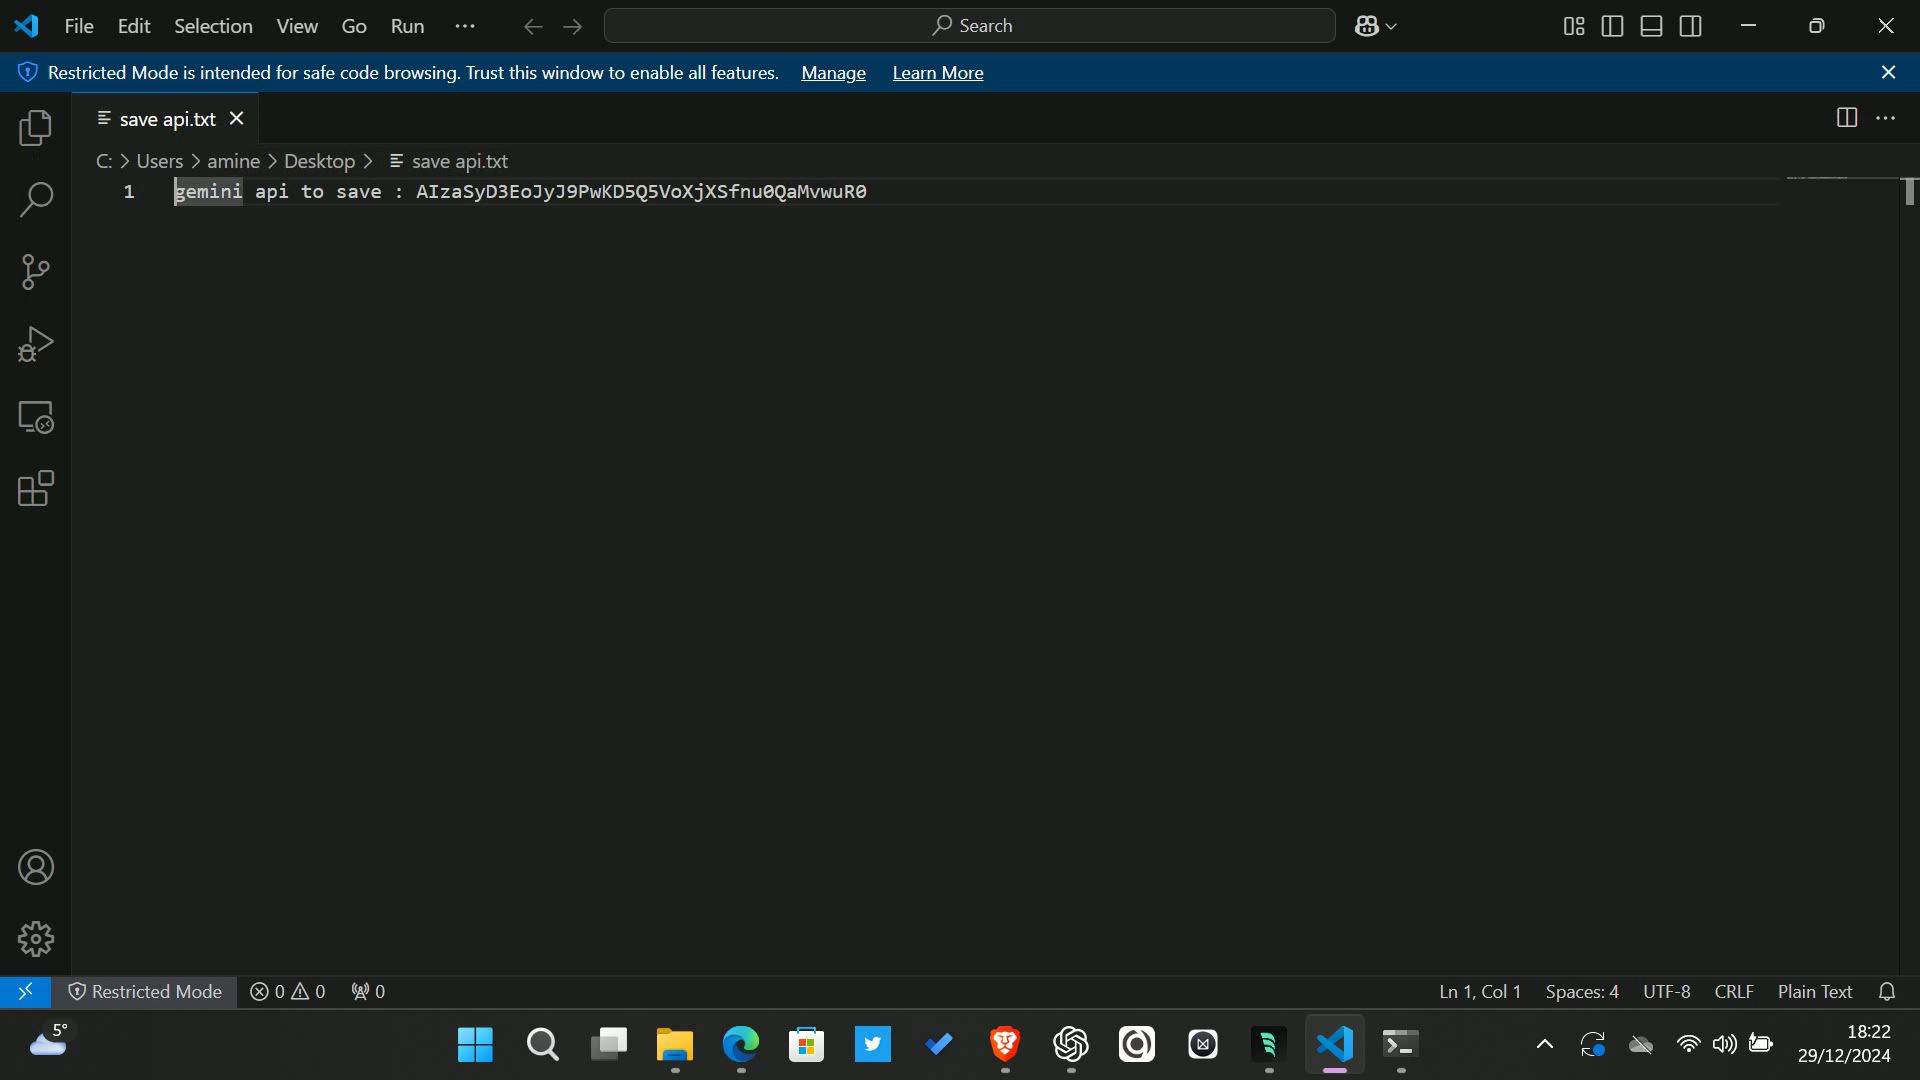 File Edit Selection View Go Run ··· Search
Restricted Mode is intended for safe code browsing. Trust this window to enable all features. Manage Learn More
save api.txt
C: > Users > amine > Desktop > save api.txt
1 gemini api to save : AIzaSyD3EoJyJ9PwKD5Q5VoXjXSfnu0QaMvwuR0
Restricted Mode 0 0 0 Ln 1, Col 1 Spaces: 4 UTF-8 CRLF Plain Text
5° 18:22
29/12/2024